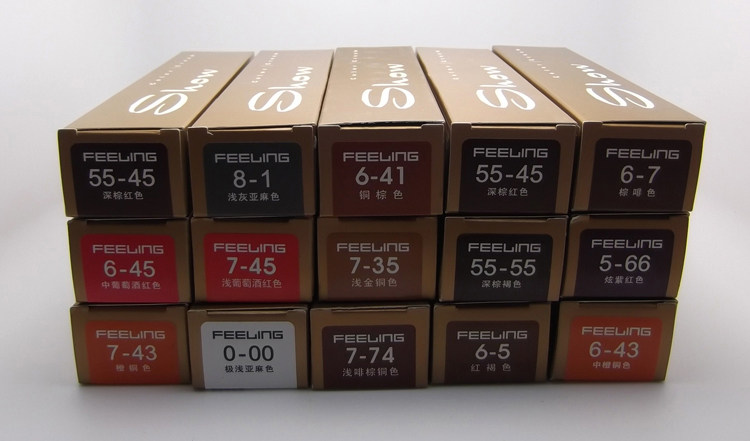 Show
Show
Show
Show
Show
FEELING
55-45
深棕红色
FEELING
8-1
浅灰亚麻色
FEELING
6-41
铜棕色
FEELING
55-45
深棕红色
FEELING
6-7
棕啡色
FEELING
6-45
中葡萄酒红色
FEELING
7-45
浅葡萄酒红色
FEELING
7-35
浅金铜色
FEELING
55-55
深棕褐色
FEELING
5-66
炫紫红色
FEELING
7-43
橙铜色
FEELING
0-00
极浅亚麻色
FEELING
7-74
浅啡棕铜色
FEELING
6-5
红褐色
FEELING
6-43
中橙铜色